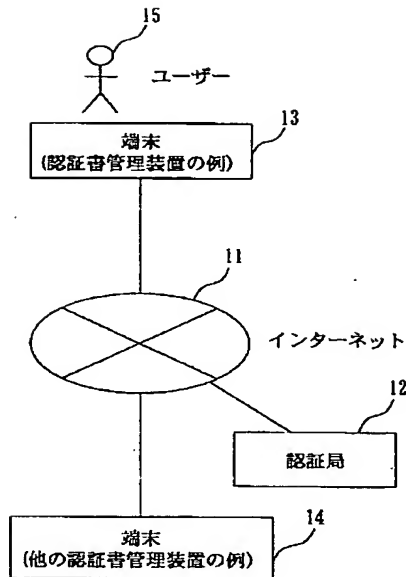 15
ユーザー
13
端末
(認証書管理装置の例)
11
インターネット
12
認証局
14
端末
(他の認証書管理装置の例)